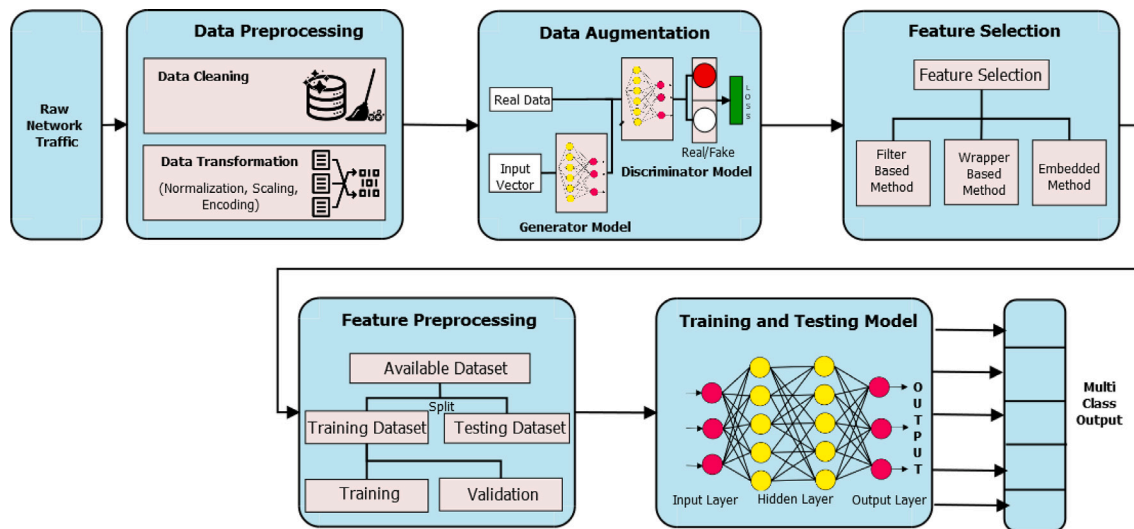 Raw
Network
Traffic
Data Preprocessing
Data Cleaning
Data Transformation
(Normalization, Scaling,
Encoding)
010
101
010
Data Augmentation
Real Data
Input
Vector
Generator Model
Discriminator Model
Real/Fake
LOSS
Feature Selection
Feature Selection
Filter
Based
Method
Wrapper
Based
Method
Embedded
Method
Feature Preprocessing
Available Dataset
Split
Training Dataset
Testing Dataset
Training
Validation
Training and Testing Model
Input Layer
Hidden Layer
Output Layer
OUTPUT
Multi
Class
Output